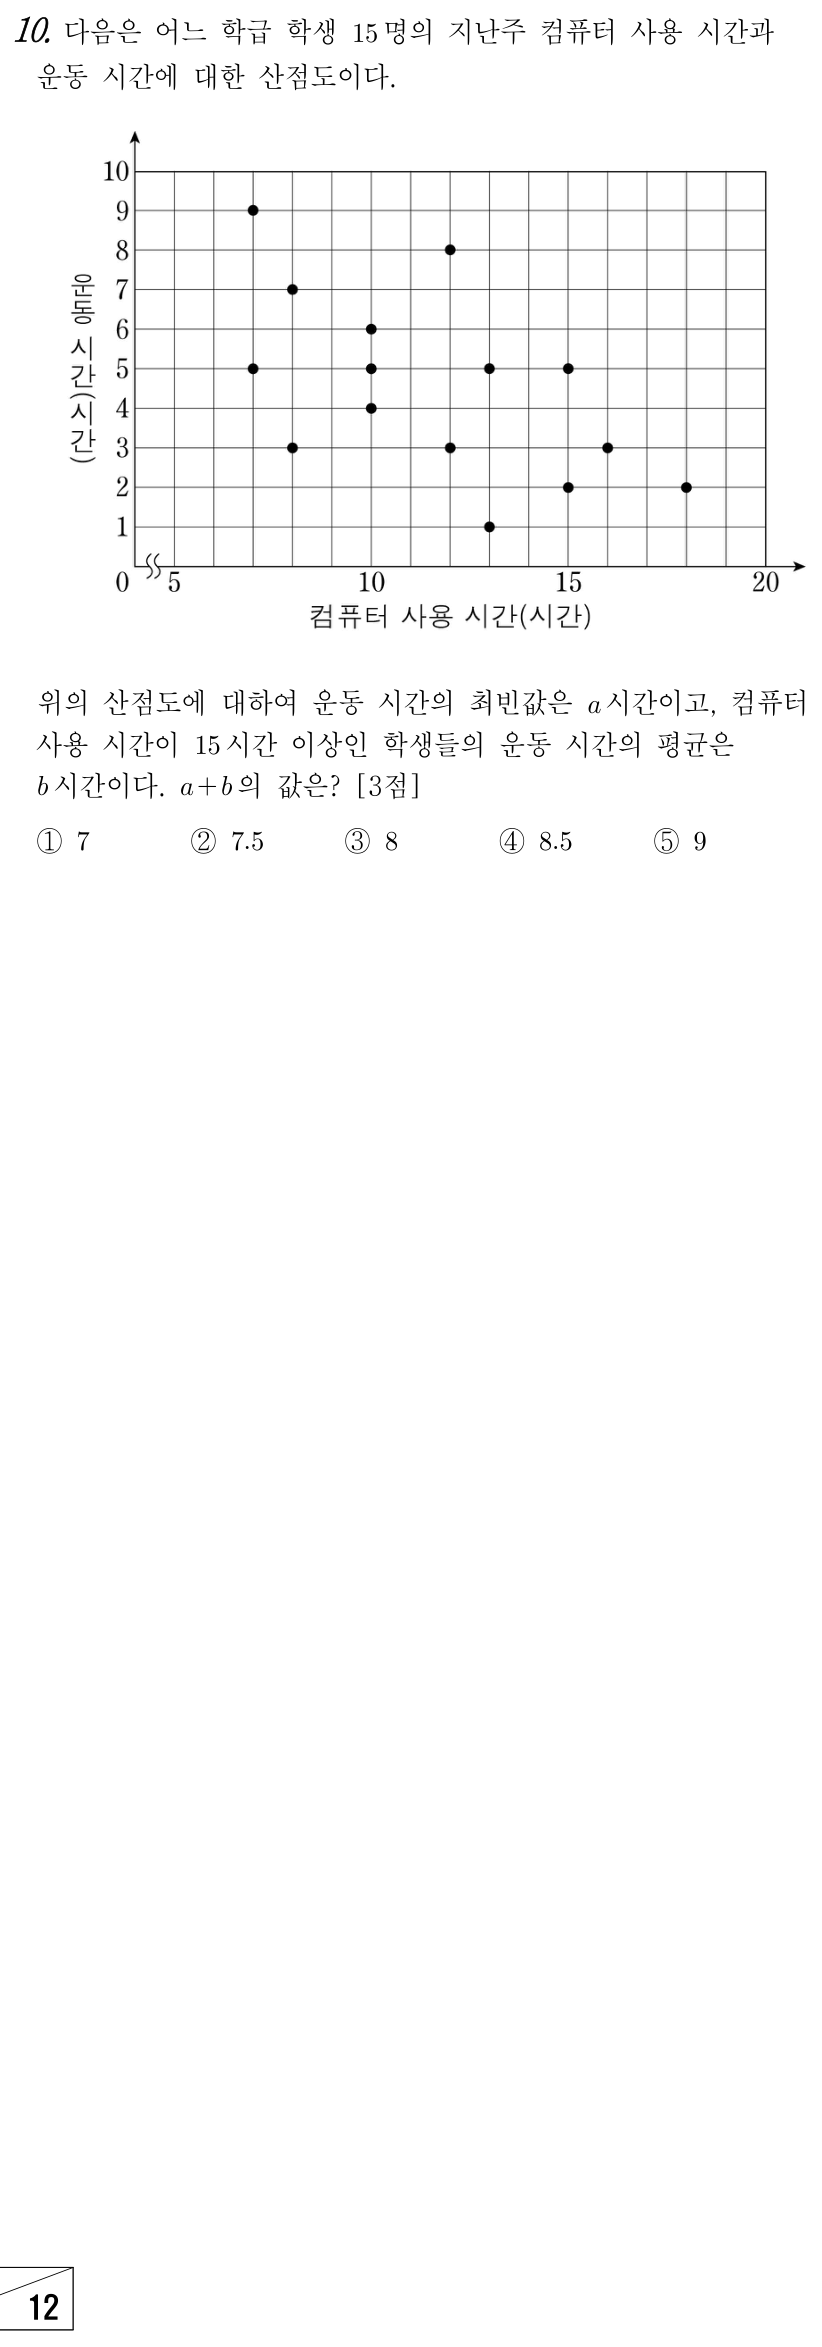 10. 다음은 어느 학급 학생 15명의 지난주 컴퓨터 사용 시간과
운동 시간에 대한 산점도이다.
10
9
8
7
6
5
4
3
2
1
0
운동 시간(시간)
5 10 15 20
컴퓨터 사용 시간(시간)
위의 산점도에 대하여 운동 시간의 최빈값은 a시간이고, 컴퓨터
사용 시간이 15시간 이상인 학생들의 운동 시간의 평균은
b시간이다. a+b의 값은? [3점]
① 7 ② 7.5 ③ 8 ④ 8.5 ⑤ 9
12